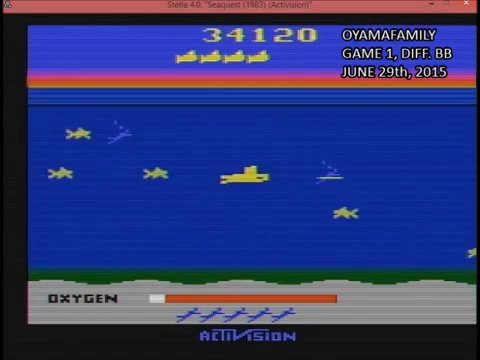 Stella 4.0: "Seaquest (1983) (Activision)"
34120
OYAMAFAMILY
GAME 1, DIFF. BB
JUNE 29th, 2015
OXYGEN
ACTIVISION